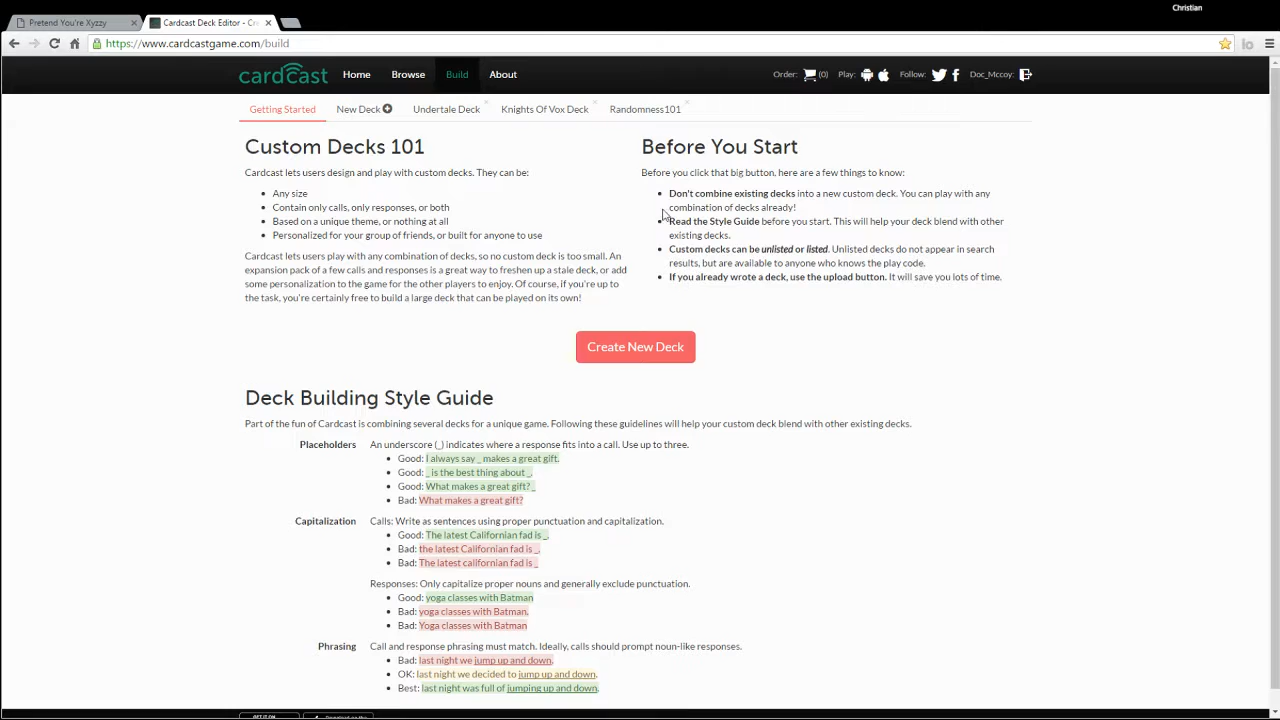 Christian
Pretend You're Xyzzy
Cardcast Deck Editor - Cr
https://www.cardcastgame.com/build
cardcast Home Browse Build About Order: (0) Play: Follow: Doc_Mccoy:
Getting Started New Deck Undertale Deck Knights Of Vox Deck Randomness101
Custom Decks 101
Cardcast lets users design and play with custom decks. They can be:
Any size
Contain only calls, only responses, or both
Based on a unique theme, or nothing at all
Personalized for your group of friends, or built for anyone to use
Cardcast lets users play with any combination of decks, so no custom deck is too small. An
expansion pack of a few calls and responses is a great way to freshen up a stale deck, or add
some personalization to the game for the other players to enjoy. Of course, if you're up to
the task, you're certainly free to build a large deck that can be played on its own!
Before You Start
Before you click that big button, here are a few things to know:
Don't combine existing decks into a new custom deck. You can play with any
combination of decks already!
Read the Style Guide before you start. This will help your deck blend with other
existing decks.
Custom decks can be unlisted or listed. Unlisted decks do not appear in search
results, but are available to anyone who knows the play code.
If you already wrote a deck, use the upload button. It will save you lots of time.
Create New Deck
Deck Building Style Guide
Part of the fun of Cardcast is combining several decks for a unique game. Following these guidelines will help your custom deck blend with other existing decks.
Placeholders An underscore (_) indicates where a response fits into a call. Use up to three.
Good: I always say _ makes a great gift.
Good: _ is the best thing about _.
Good: What makes a great gift? _
Bad: What makes a great gift?
Capitalization Calls: Write as sentences using proper punctuation and capitalization.
Good: The latest Californian fad is _.
Bad: the latest Californian fad is _.
Bad: The latest californian fad is _
Responses: Only capitalize proper nouns and generally exclude punctuation.
Good: yoga classes with Batman
Bad: yoga classes with Batman.
Bad: Yoga classes with Batman
Phrasing Call and response phrasing must match. Ideally, calls should prompt noun-like responses.
Bad: last night we jump up and down.
OK: last night we decided to jump up and down.
Best: last night was full of jumping up and down.